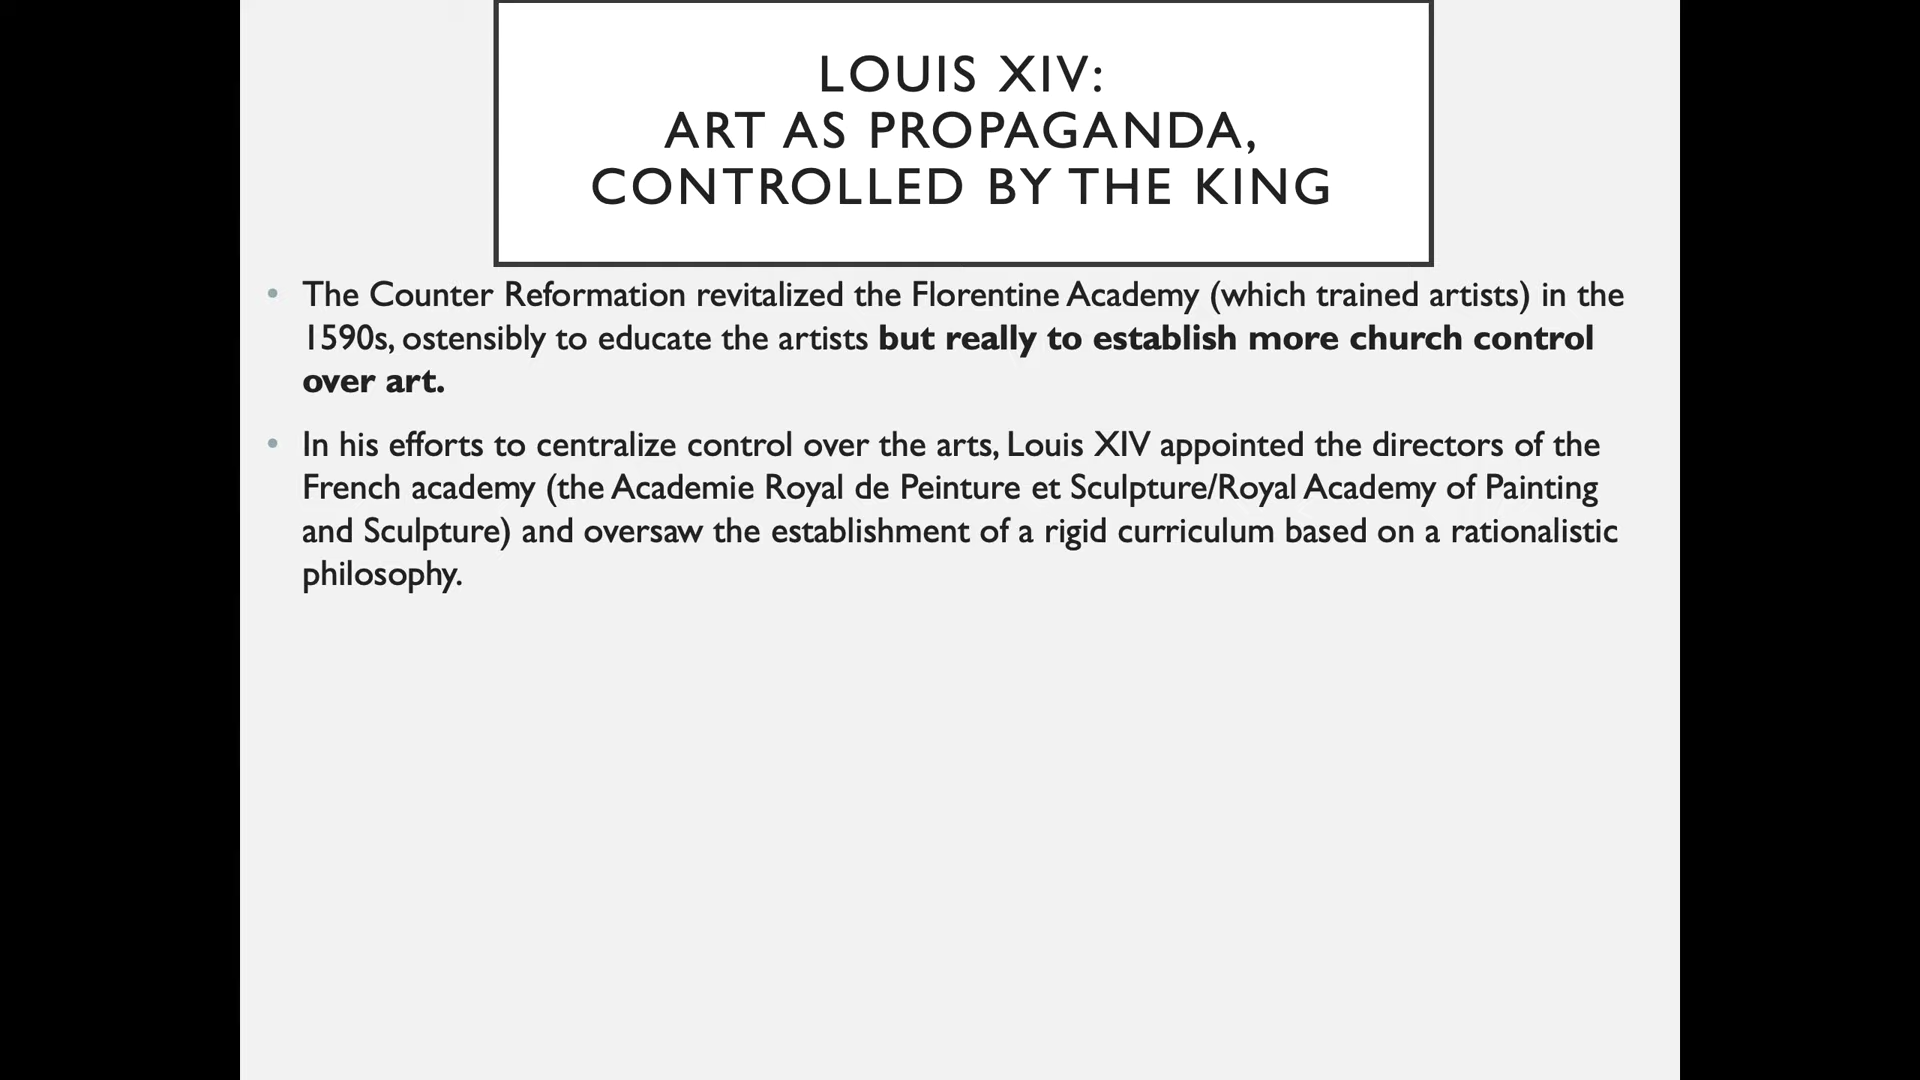 LOUIS XIV:
ART AS PROPAGANDA,
CONTROLLED BY THE KING
• The Counter Reformation revitalized the Florentine Academy (which trained artists) in the
1590s, ostensibly to educate the artists but really to establish more church control
over art.
• In his efforts to centralize control over the arts, Louis XIV appointed the directors of the
French academy (the Academie Royal de Peinture et Sculpture/Royal Academy of Painting
and Sculpture) and oversaw the establishment of a rigid curriculum based on a rationalistic
philosophy.